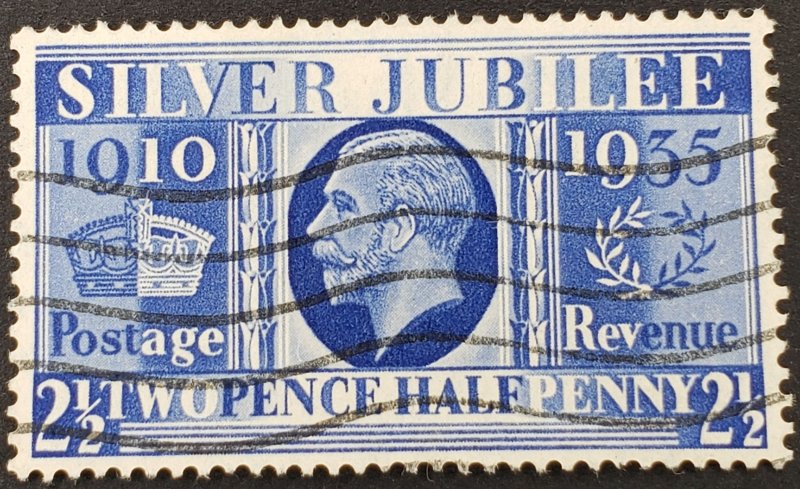 SILVER JUBILEE
1910 1935
Postage Revenue
2½ TWOPENCE HALFPENNY 2½